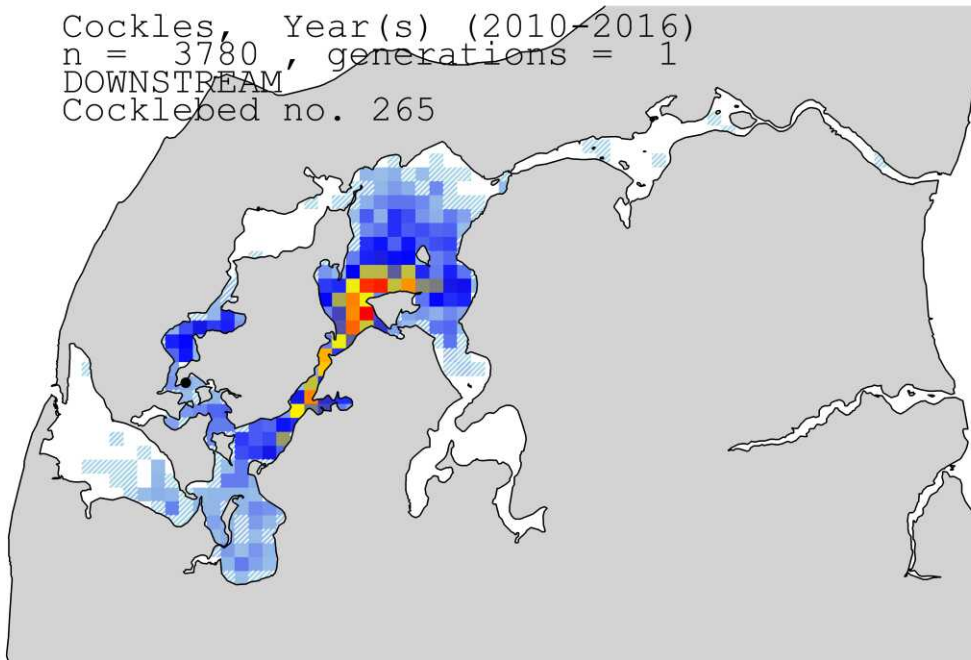 Cockles, Year(s) (2010-2016)
n = 3780 , generations = 1
DOWNSTREAM
Cocklebed no. 265